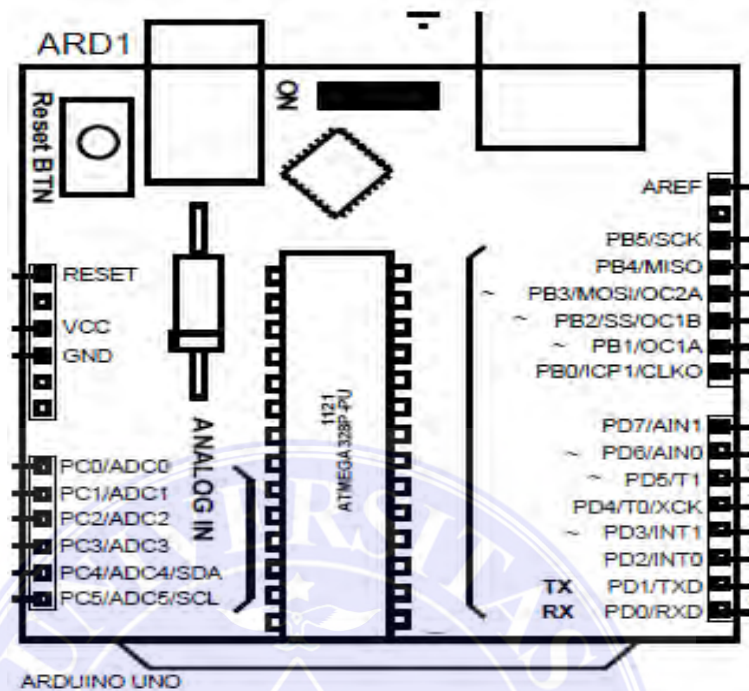 ARD1
Reset BTN
ON
RESET
VCC
GND
ANALOG IN
PC0/ADC0
PC1/ADC1
PC2/ADC2
PC3/ADC3
PC4/ADC4/SDA
PC5/ADC5/SCL
1121
ATMEGA328P-PU
AREF
PB5/SCK
PB4/MISO
~ PB3/MOSI/OC2A
~ PB2/SS/OC1B
~ PB1/OC1A
PB0/ICP1/CLKO
PD7/AIN1
~ PD6/AIN0
~ PD5/T1
PD4/T0/XCK
~ PD3/INT1
PD2/INT0
TX PD1/TXD
RX PD0/RXD
ARDUINO UNO